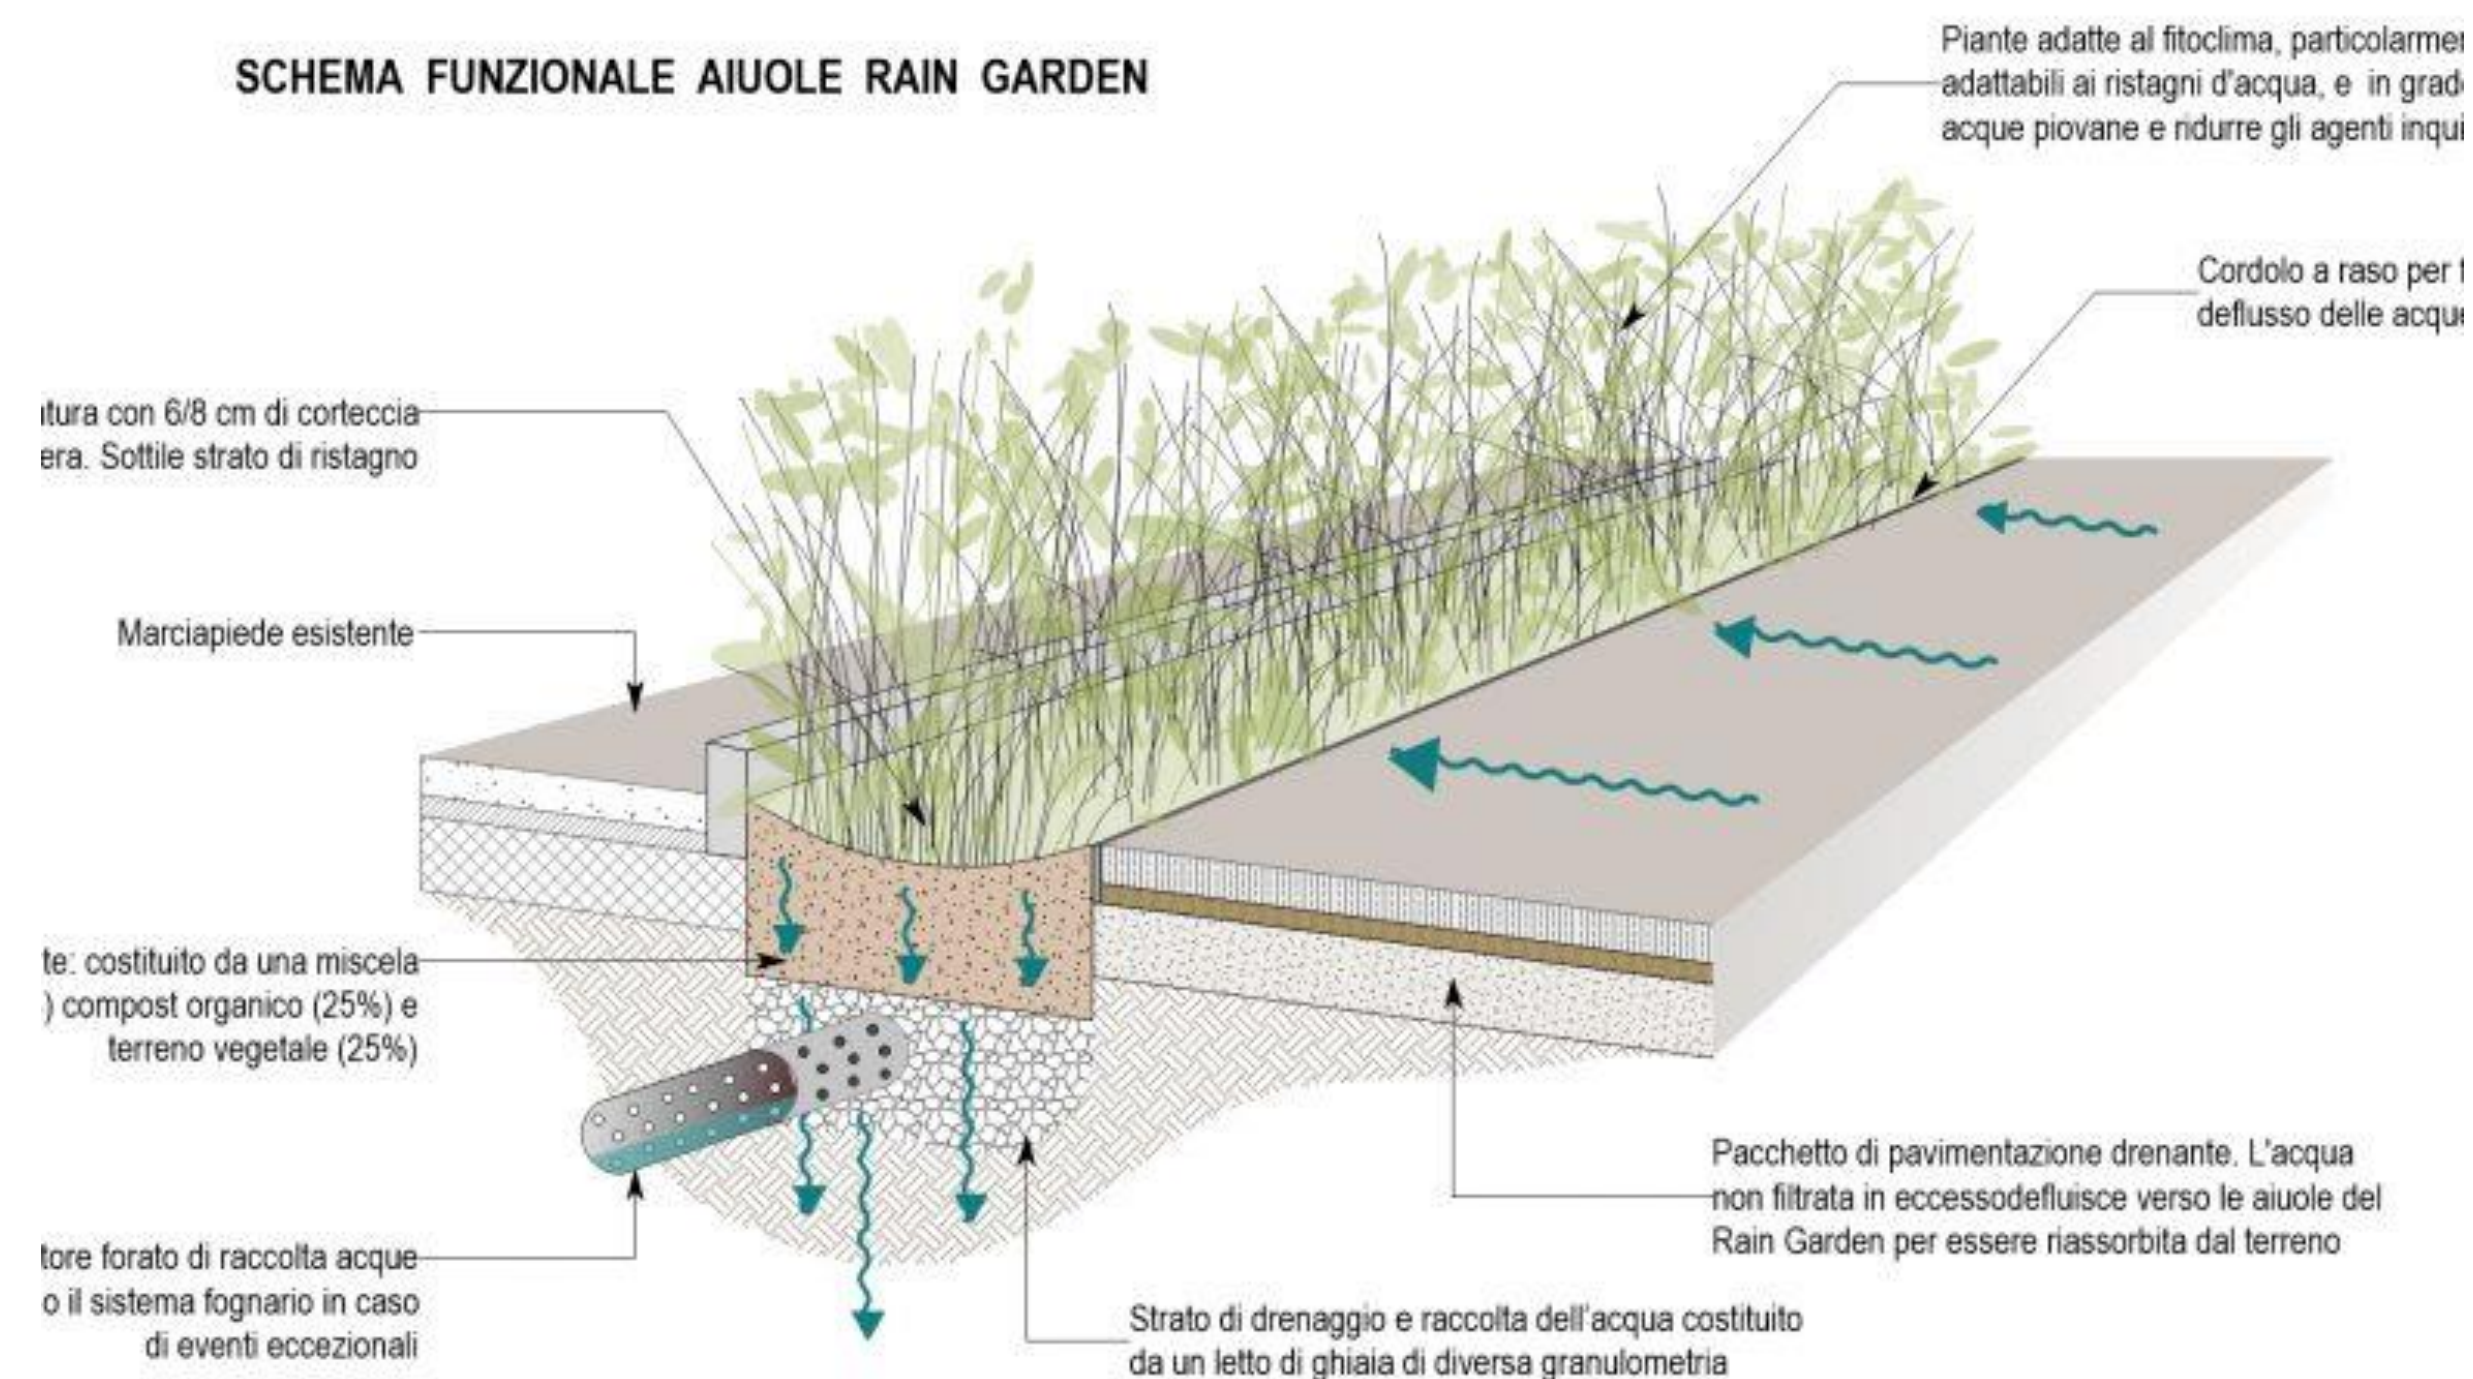 SCHEMA FUNZIONALE AIUOLE RAIN GARDEN
Piante adatte al fitoclima, particolarmen
adattabili ai ristagni d'acqua, e in grado
acque piovane e ridurre gli agenti inqui
Cordolo a raso per f
deflusso delle acque
tura con 6/8 cm di corteccia
era. Sottile strato di ristagno
Marciapiede esistente
te: costituito da una miscela
) compost organico (25%) e
terreno vegetale (25%)
tore forato di raccolta acque
o il sistema fognario in caso
di eventi eccezionali
Pacchetto di pavimentazione drenante. L'acqua
non filtrata in eccessodefluisce verso le aiuole del
Rain Garden per essere riassorbita dal terreno
Strato di drenaggio e raccolta dell'acqua costituito
da un letto di ghiaia di diversa granulometria